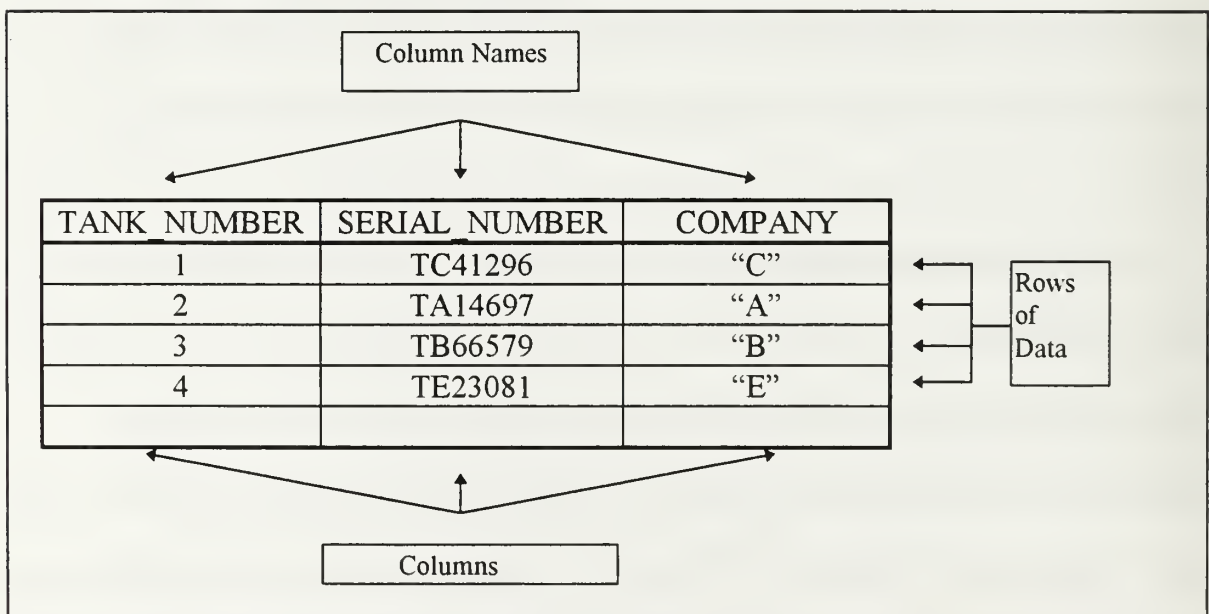 Column Names
TANK_NUMBER SERIAL_NUMBER COMPANY
1 TC41296 “C”
2 TA14697 “A”
3 TB66579 “B”
4 TE23081 “E”
Rows
of
Data
Columns